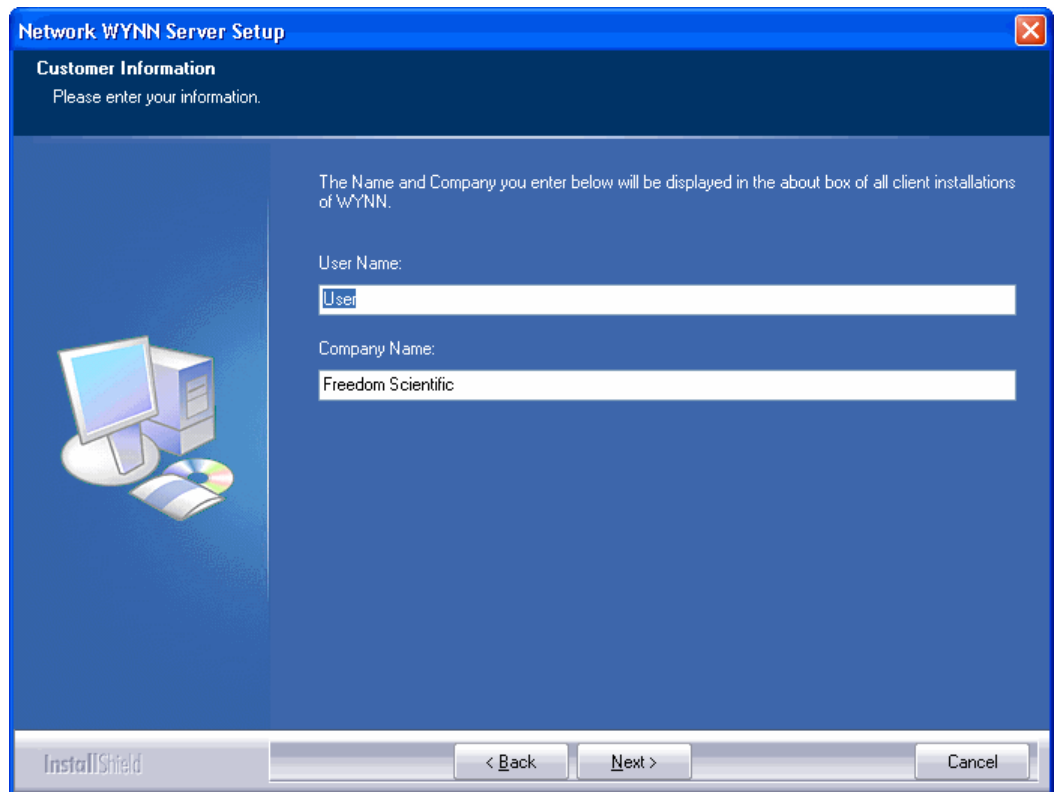 Network WYNN Server Setup
Customer Information
Please enter your information.
The Name and Company you enter below will be displayed in the about box of all client installations
of WYNN.
User Name:
User
Company Name:
Freedom Scientific
InstallShield
< Back
Next >
Cancel